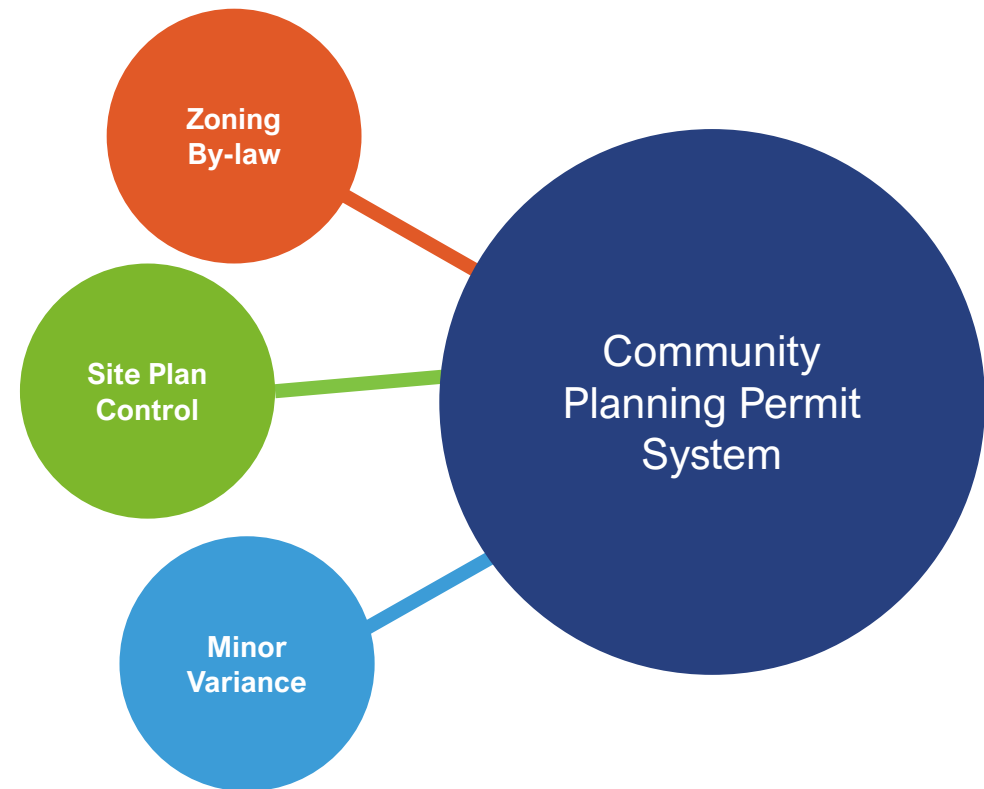 Zoning
By-law
Site Plan
Control
Minor
Variance
Community
Planning Permit
System